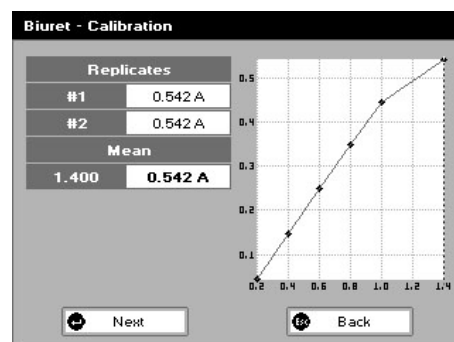 Biuret - Calibration
Replicates
#1 0.542 A
#2 0.542 A
Mean
1.400 0.542 A
0.5
0.4
0.3
0.2
0.1
0.2 0.4 0.6 0.8 1.0 1.2 1.4
Next
Esc Back